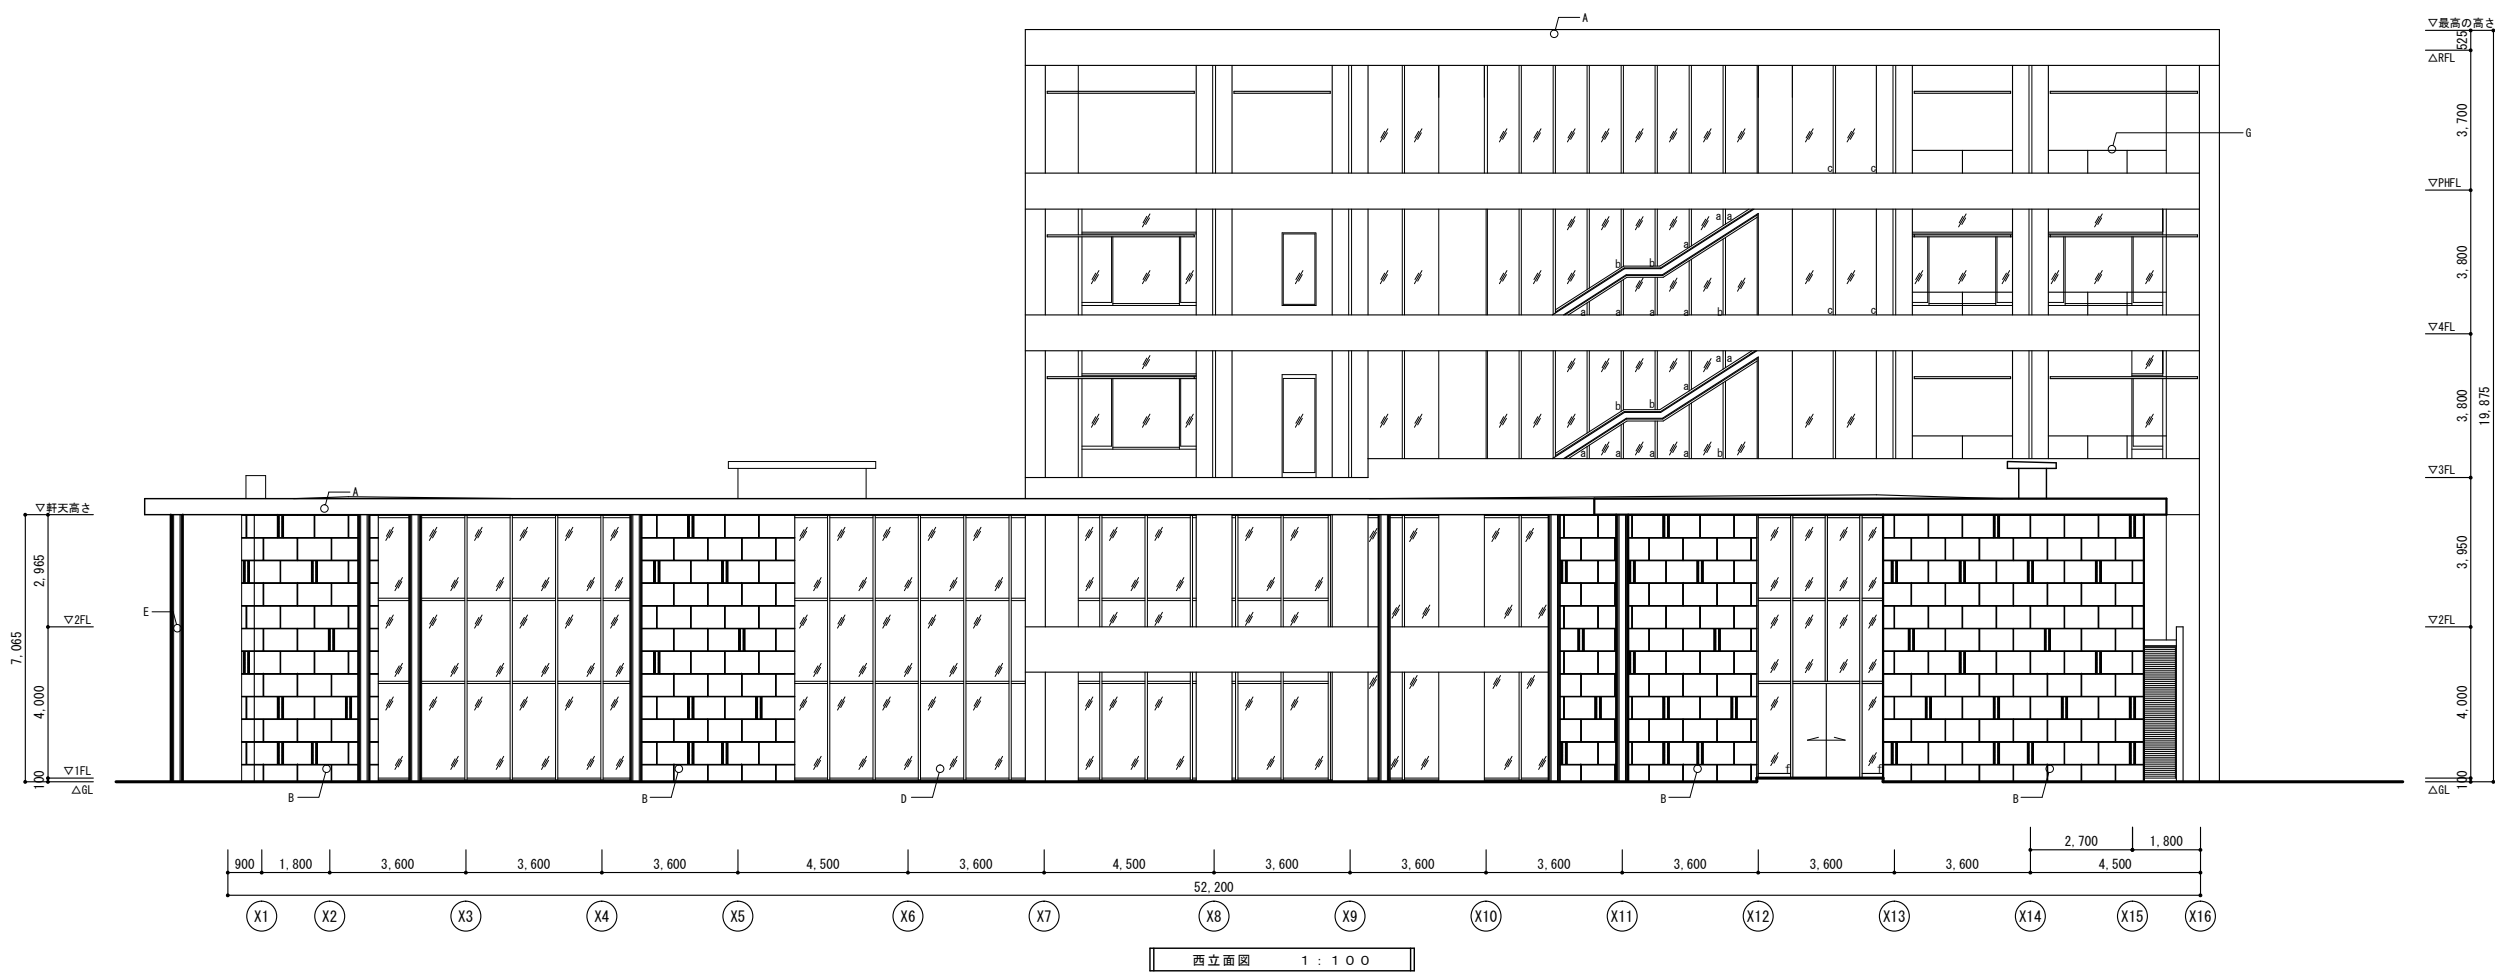 A
▽最高の高さ
525
△RFL
3,700
G
▽PHFL
c c
a a
a
b b
3,800
a a a a b c c
▽4FL
a a
a
b b
3,800
19,875
a a a a b
▽3FL
A
▽軒天高さ
2,965
3,950
E
▽2FL
▽2FL
7,065
4,000
4,000
f f
▽1FL
100
△GL
100
△GL
B
B
D
B
B
2,700 1,800
900 1,800 3,600 3,600 3,600 4,500 3,600 4,500 3,600 3,600 3,600 3,600 3,600 3,600 4,500
52,200
X1 X2 X3 X4 X5 X6 X7 X8 X9 X10 X11 X12 X13 X14 X15 X16
西立面図 1：100